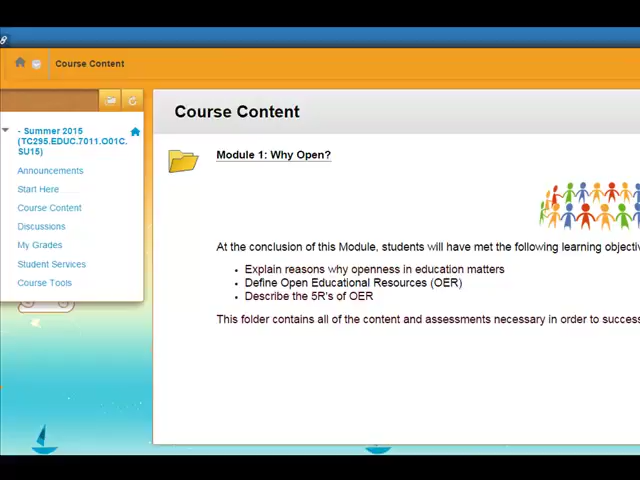 Course Content
- Summer 2015
(TC295.EDUC.7011.O01C.
SU15)
Announcements
Start Here
Course Content
Discussions
My Grades
Student Services
Course Tools
Course Content
Module 1: Why Open?
At the conclusion of this Module, students will have met the following learning objecti
Explain reasons why openness in education matters
Define Open Educational Resources (OER)
Describe the 5R's of OER
This folder contains all of the content and assessments necessary in order to success